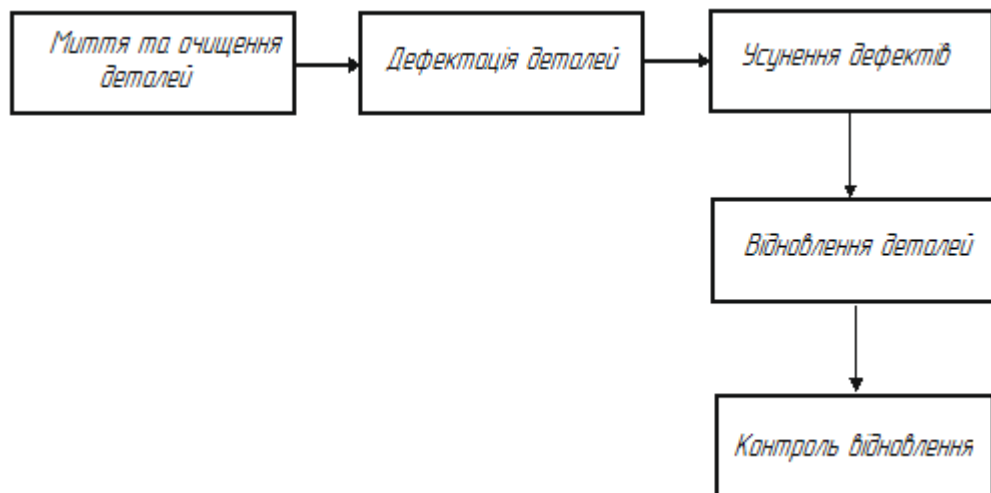 Миття та очищення
деталей
Дефектація деталей
Усунення дефектів
Відновлення деталей
Контроль відновлення